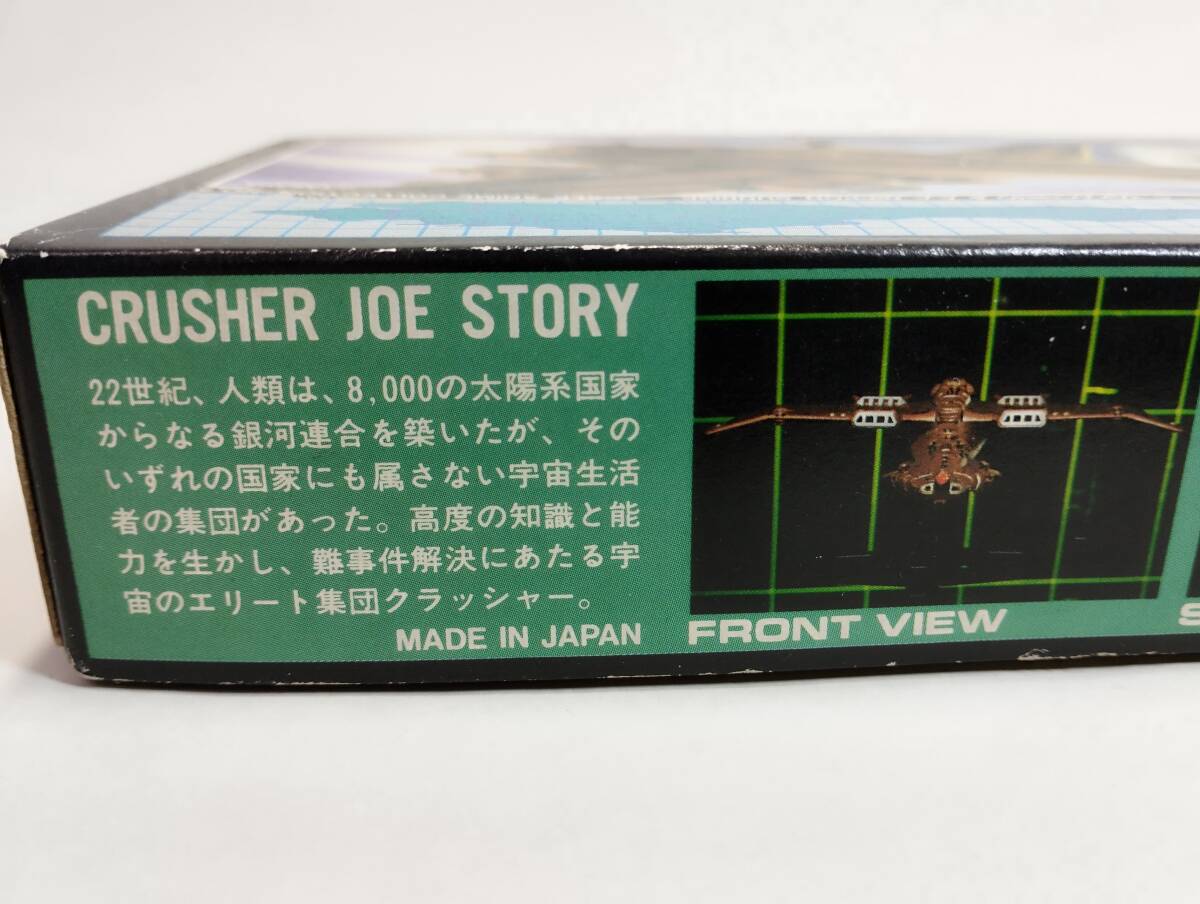 CRUSHER JOE STORY
22世紀、人類は、8,000の太陽系国家
からなる銀河連合を築いたが、その
いずれの国家にも属さない宇宙生活
者の集団があった。高度の知識と能
力を生かし、難事件解決にあたる宇
宙のエリート集団クラッシャー。
MADE IN JAPAN
FRONT VIEW